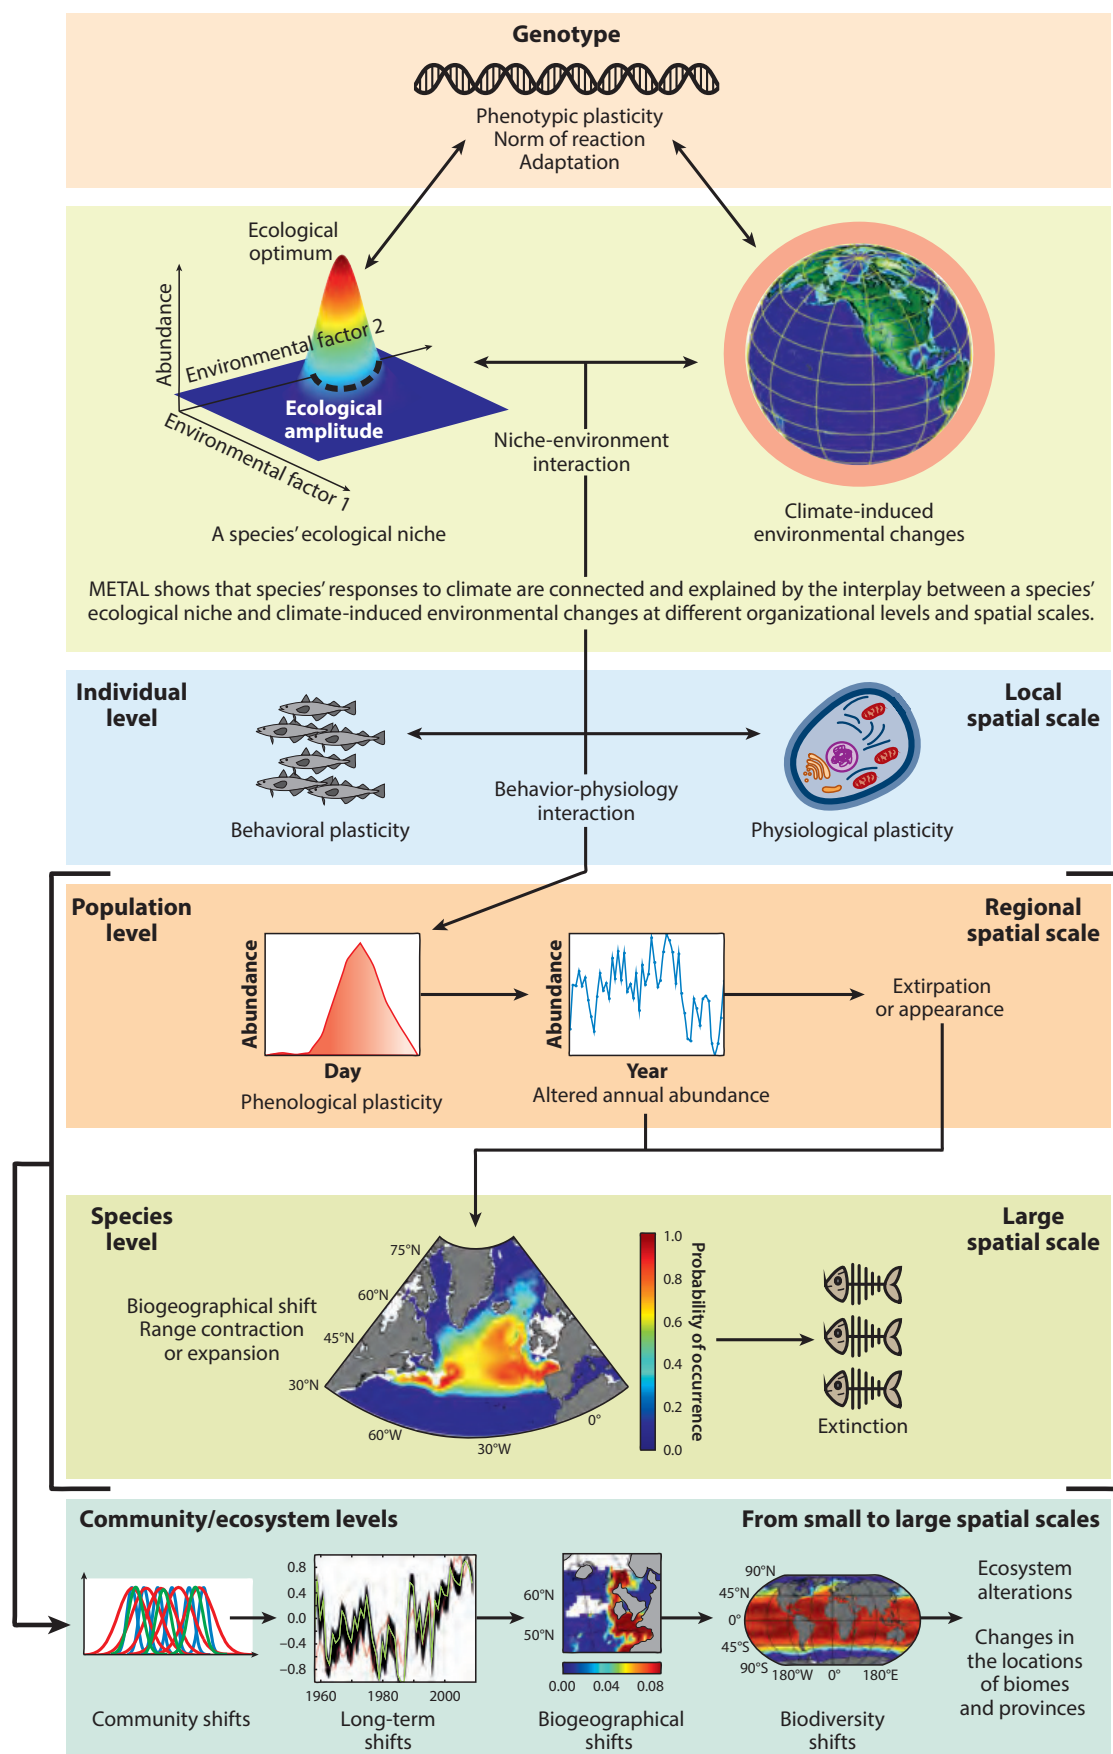 Genotype
Phenotypic plasticity
Norm of reaction
Adaptation
Ecological
optimum
Abundance
Environmental factor 2
Ecological
amplitude
Environmental factor 1
A species' ecological niche
Niche-environment
interaction
Climate-induced
environmental changes
METAL shows that species' responses to climate are connected and explained by the interplay between a species'
ecological niche and climate-induced environmental changes at different organizational levels and spatial scales.
Individual
level
Local
spatial scale
Behavior-physiology
interaction
Behavioral plasticity
Physiological plasticity
Population
level
Regional
spatial scale
Abundance
Day
Phenological plasticity
Abundance
Year
Altered annual abundance
Extirpation
or appearance
Species
level
Large
spatial scale
Biogeographical shift
Range contraction
or expansion
75°N
60°N
45°N
30°N
60°W
30°W
0°
1.0
0.8
0.6
0.4
0.2
0.0
Probability of occurrence
Extinction
Community/ecosystem levels
From small to large spatial scales
Community shifts
0.8
0.4
0.0
–0.4
–0.8
1960
1980
2000
Long-term
shifts
60°N
50°N
0.00
0.04
0.08
Biogeographical
shifts
90°N
45°N
0°
45°S
90°S
180°W
0°
180°E
Biodiversity
shifts
Ecosystem
alterations
Changes in
the locations
of biomes
and provinces